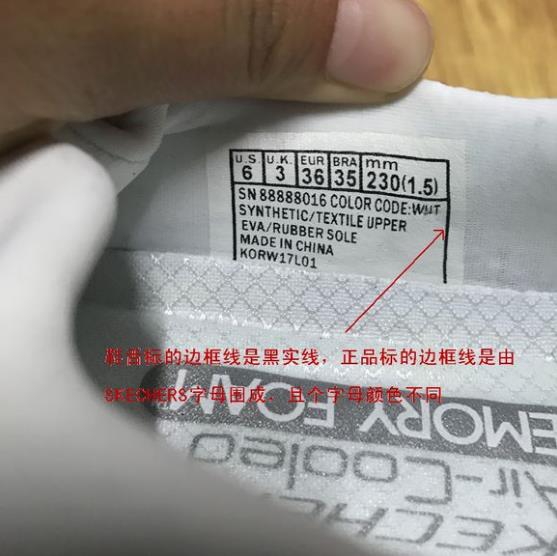 U.S. U.K. EUR BRA mm
6 3 36 35 230(1.5)
SN 88888016 COLOR CODE:WHT
SYNTHETIC/TEXTILE UPPER
EVA/RUBBER SOLE
MADE IN CHINA
KORW17L01
标的边框线是黑实线，正品标的边框线是由
SKECHERS字母围成，且个字母颜色不同
EMORY FOAM
Air-Cooled
KECHE